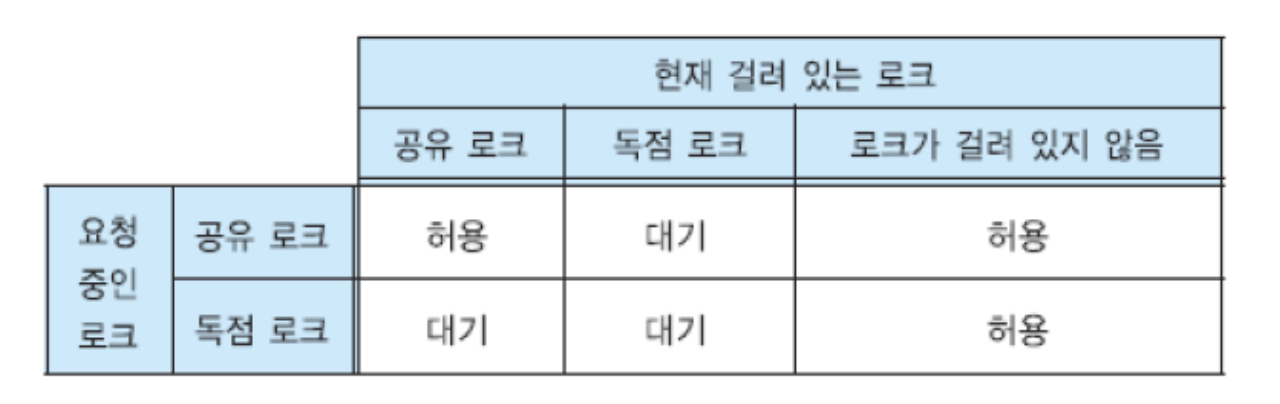 현재 걸려 있는 로크
공유 로크 독점 로크 로크가 걸려 있지 않음
요청
중인
로크
공유 로크 허용 대기 허용
독점 로크 대기 대기 허용